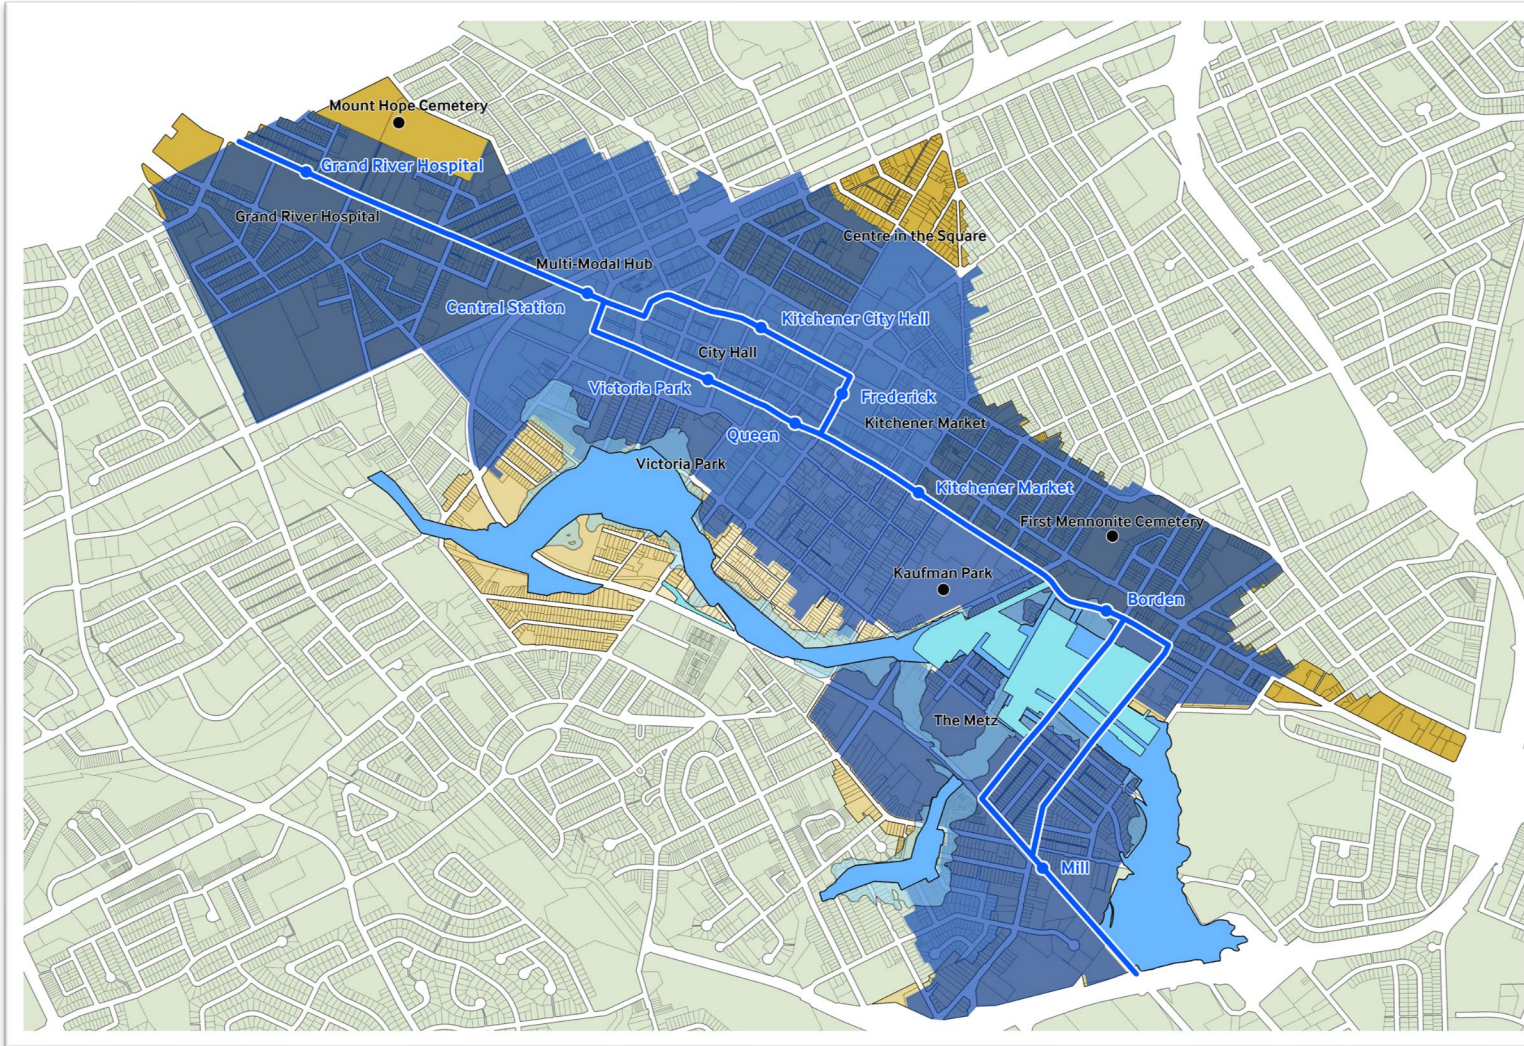 Mount Hope Cemetery
Grand River Hospital
Grand River Hospital
Centre in the Square
Multi-Modal Hub
Central Station
Kitchener City Hall
City Hall
Victoria Park
Frederick
Kitchener Market
Queen
Victoria Park
Kitchener Market
First Mennonite Cemetery
Kaufman Park
Borden
The Metz
Mill